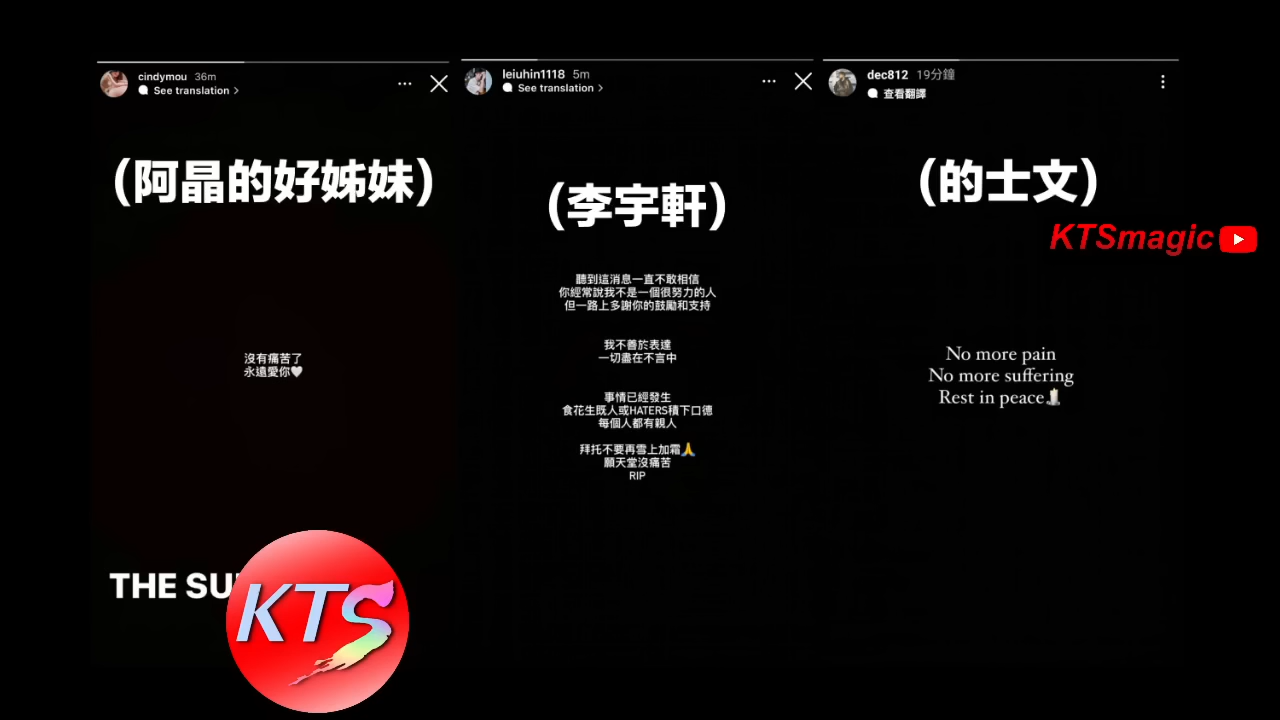 cindymou 36m
See translation >
(阿晶的好姊妹)
沒有痛苦了
永遠愛你🤍
THE SU
KTS
leiuhin1118 5m
See translation >
(李宇軒)
聽到這消息一直不敢相信
你經常說我不是一個很努力的人
但一路上多謝你的鼓勵和支持
我不善於表達
一切盡在不言中
事情已經發生
食花生既人或HATERS積下口德
每個人都有親人
拜托不要再雪上加霜🙏
願天堂沒痛苦
RIP
dec812 19分鐘
查看翻譯
(的士文)
KTSmagic
No more pain
No more suffering
Rest in peace🕯️